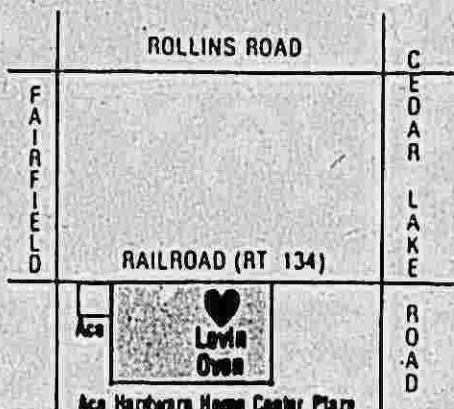 ROLLINS ROAD
FAIRFIELD
CEDAR LAKE ROAD
RAILROAD (RT 134)
Ace
Lovin
Oven
Ace Hardware Home Center Plaza